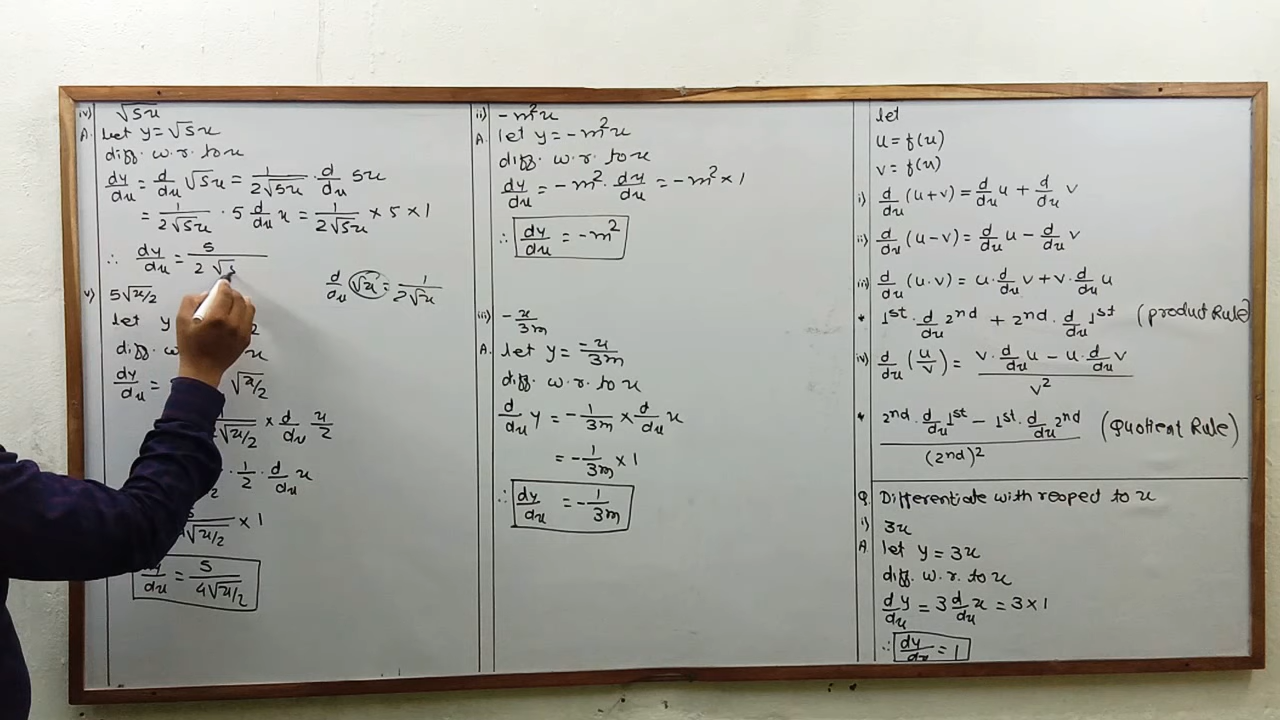 iv) √5x
A. let y = √5x
diff. w.r. to x
dy/dx = d/dx √5x = 1/2√5x · d/dx 5x
= 1/2√5x · 5 d/dx x = 1/2√5x × 5 × 1
∴ dy/dx = 5/2√
d/dx √x = 1/2√x
v) 5√x/2
let y
diff. w x
dy/dx = √x/2
2√x/2 × d/dx x/2
· 1/2 · d/dx x
√x/2 × 1
dy/dx = 5/4√x/2
ii) -m²x
A. let y = -m²x
diff. w.r. to x
dy/dx = -m² · dy/dx = -m² × 1
∴ dy/dx = -m²
iii) -x/3m
A. let y = -x/3m
diff. w.r. to x
d/dx y = -1/3m × d/dx x
= -1/3m × 1
∴ dy/dx = -1/3m
let
u = f(x)
v = f(x)
i) d/dx (u+v) = d/dx u + d/dx v
ii) d/dx (u-v) = d/dx u - d/dx v
iii) d/dx (u·v) = u·d/dx v + v·d/dx u
* 1st · d/dx 2nd + 2nd · d/dx 1st (product Rule)
iv) d/dx (u/v) = v·d/dx u - u·d/dx v / v²
* 2nd · d/dx 1st - 1st · d/dx 2nd / (2nd)² (Quotient Rule)
Q. Differentiate with respect to x
i) 3x
A. let y = 3x
diff. w.r. to x
d/dx y = 3 d/dx x = 3 × 1
∴ dy/dx = 1